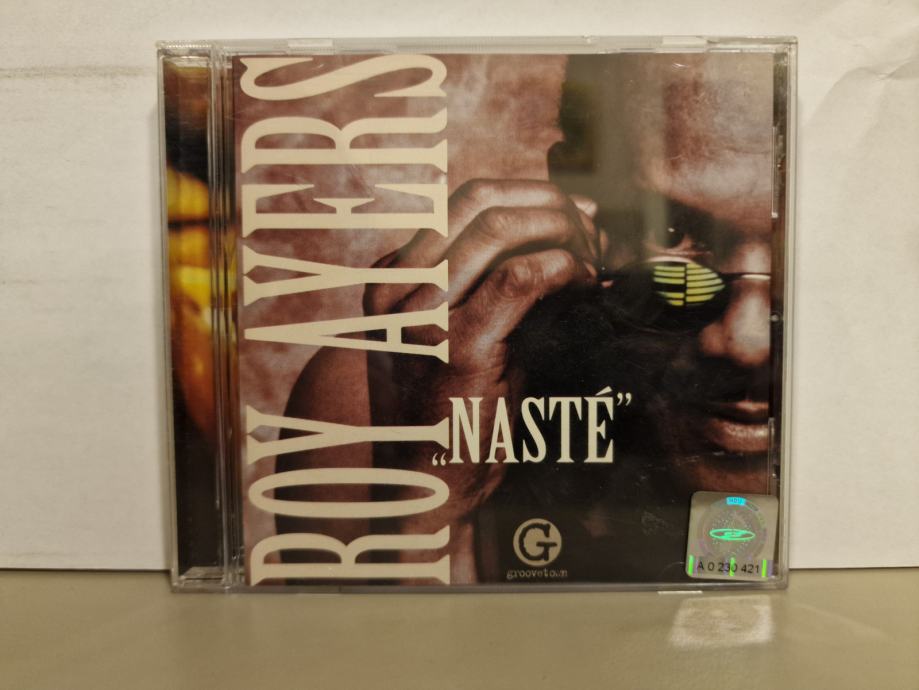 ROY AYERS
„NASTÉ”
G
groovetown
A 0 230 421